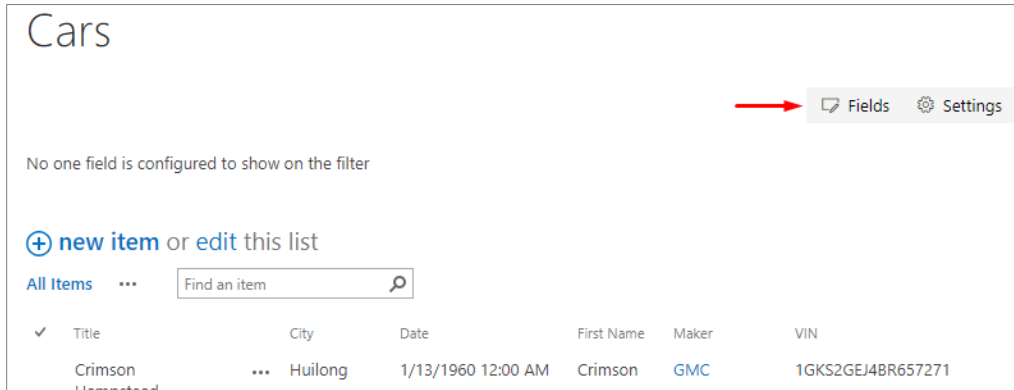 Cars
Fields Settings
No one field is configured to show on the filter
new item or edit this list
All Items ... Find an item
Title City Date First Name Maker VIN
Crimson ... Huilong 1/13/1960 12:00 AM Crimson GMC 1GKS2GEJ4BR657271
Hempstead